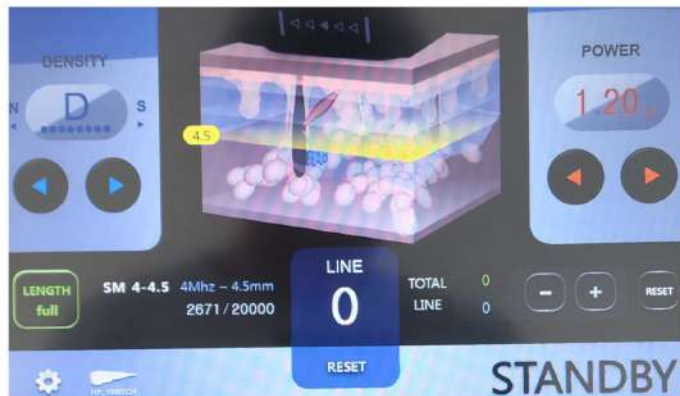 DENSITY
N D S
POWER
1.20
4.5
LENGTH
full
SM 4-4.5 4Mhz – 4.5mm
2671 / 20000
LINE
0
RESET
TOTAL 0
LINE 0
− + RESET
STANDBY